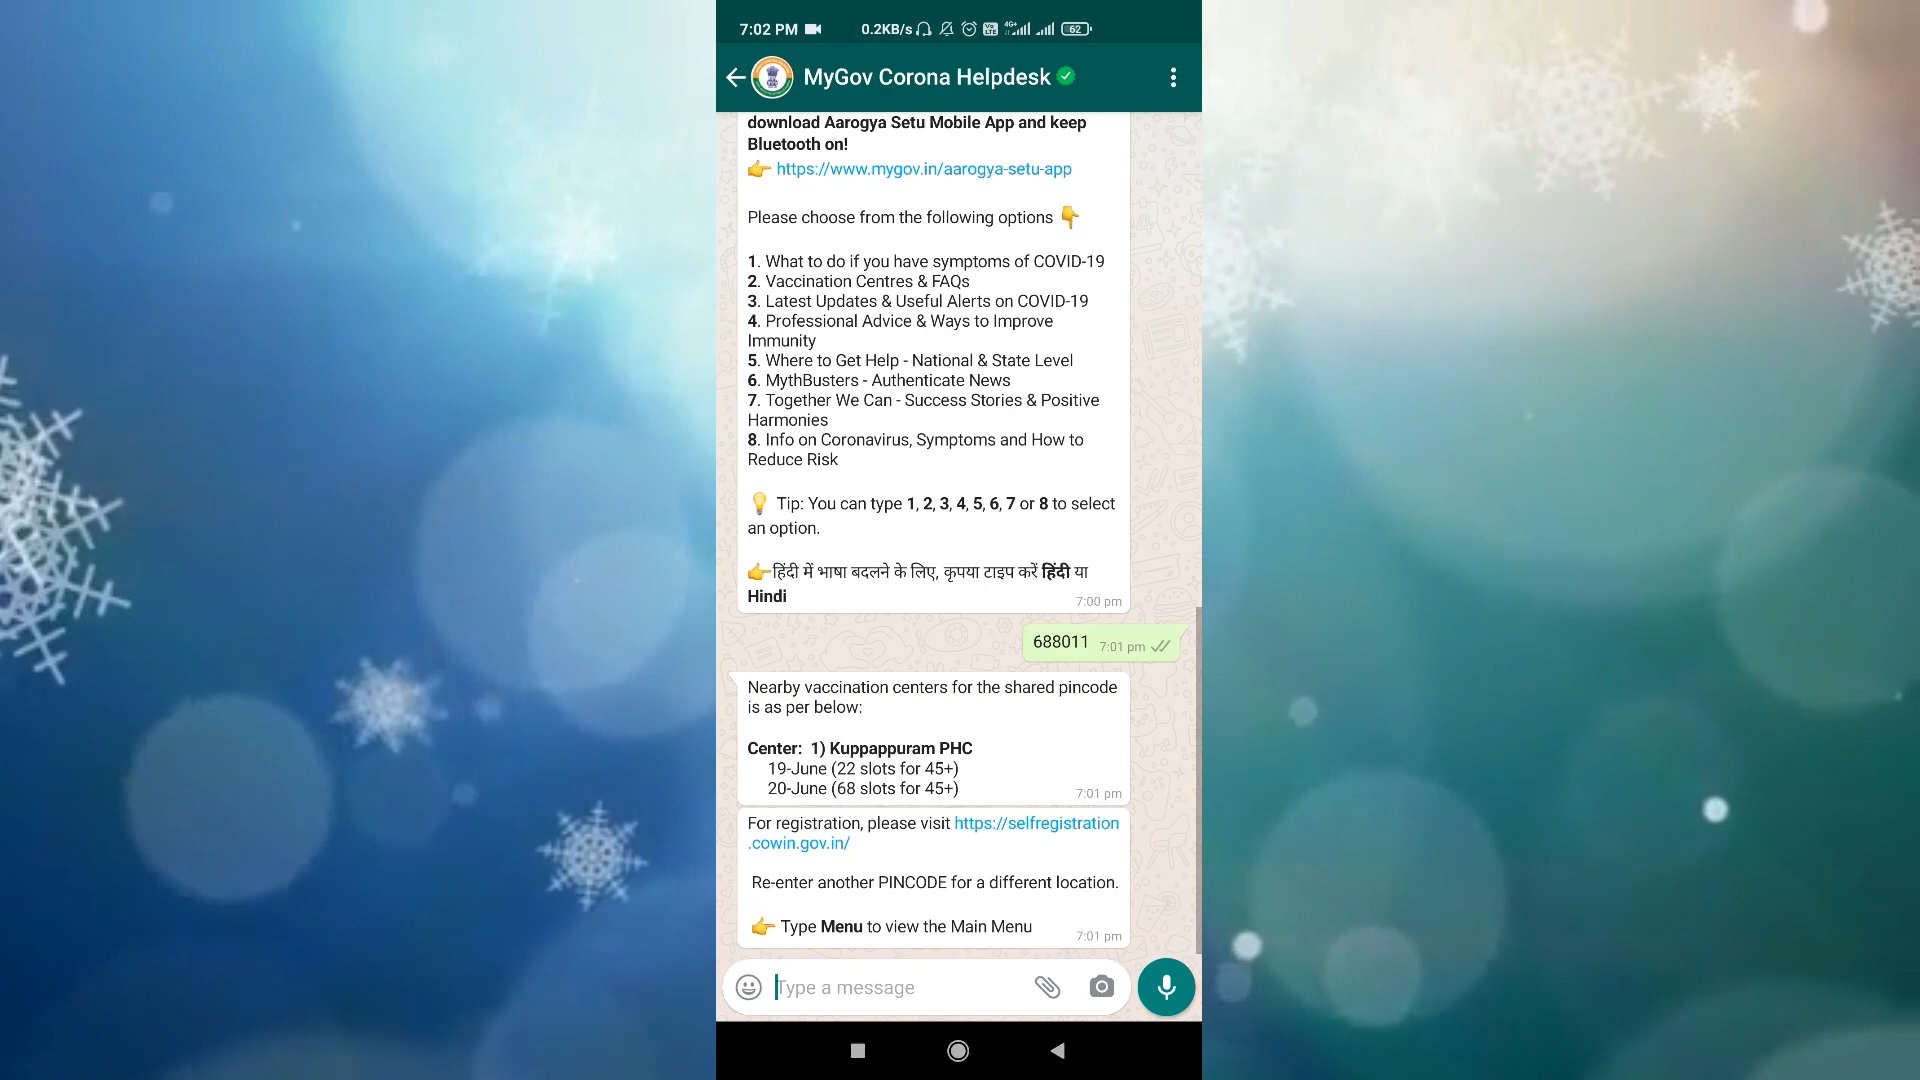 7:02 PM
0.2KB/s
4G+
Vo LTE
62
MyGov Corona Helpdesk
download Aarogya Setu Mobile App and keep
Bluetooth on!
👉 https://www.mygov.in/aarogya-setu-app
Please choose from the following options 👇
1. What to do if you have symptoms of COVID-19
2. Vaccination Centres & FAQs
3. Latest Updates & Useful Alerts on COVID-19
4. Professional Advice & Ways to Improve
Immunity
5. Where to Get Help - National & State Level
6. MythBusters - Authenticate News
7. Together We Can - Success Stories & Positive
Harmonies
8. Info on Coronavirus, Symptoms and How to
Reduce Risk
💡 Tip: You can type 1, 2, 3, 4, 5, 6, 7 or 8 to select
an option.
👉हिंदी में भाषा बदलने के लिए, कृपया टाइप करें हिंदी या
Hindi
7:00 pm
688011 7:01 pm
Nearby vaccination centers for the shared pincode
is as per below:
Center: 1) Kuppappuram PHC
19-June (22 slots for 45+)
20-June (68 slots for 45+)
7:01 pm
For registration, please visit https://selfregistration
.cowin.gov.in/
Re-enter another PINCODE for a different location.
👉 Type Menu to view the Main Menu
7:01 pm
Type a message